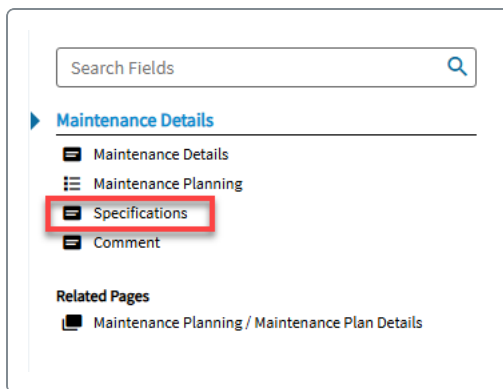 Search Fields
Maintenance Details
Maintenance Details
Maintenance Planning
Specifications
Comment
Related Pages
Maintenance Planning / Maintenance Plan Details